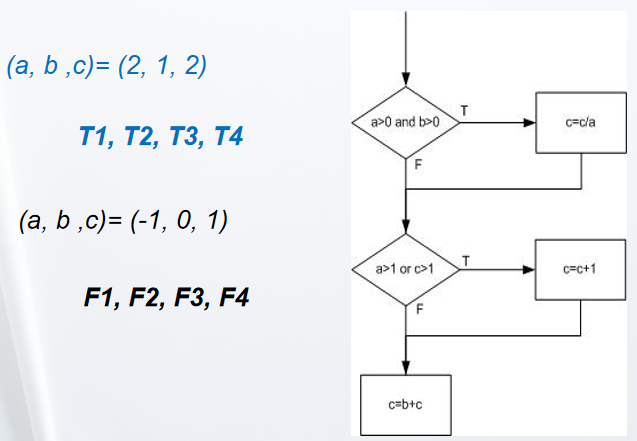 (a, b ,c)= (2, 1, 2)
T1, T2, T3, T4
(a, b ,c)= (-1, 0, 1)
F1, F2, F3, F4
a>0 and b>0
T
c=c/a
F
a>1 or c>1
T
c=c+1
F
c=b+c